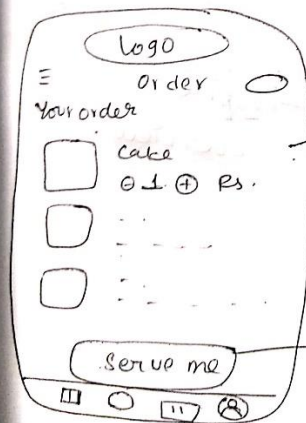 Logo
Order
Your order
Cake
⊖ 1 ⊕ Rs.
Serve me